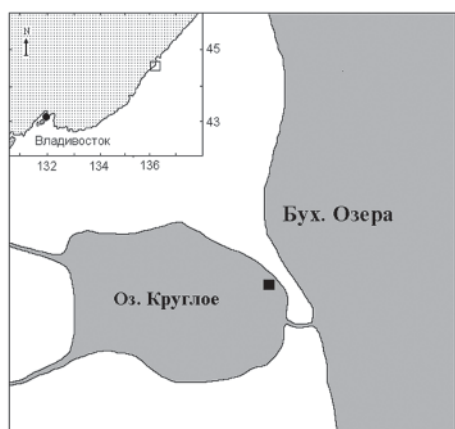 N
45
43
Владивосток
132
134
136
Бух. Озера
Оз. Круглое